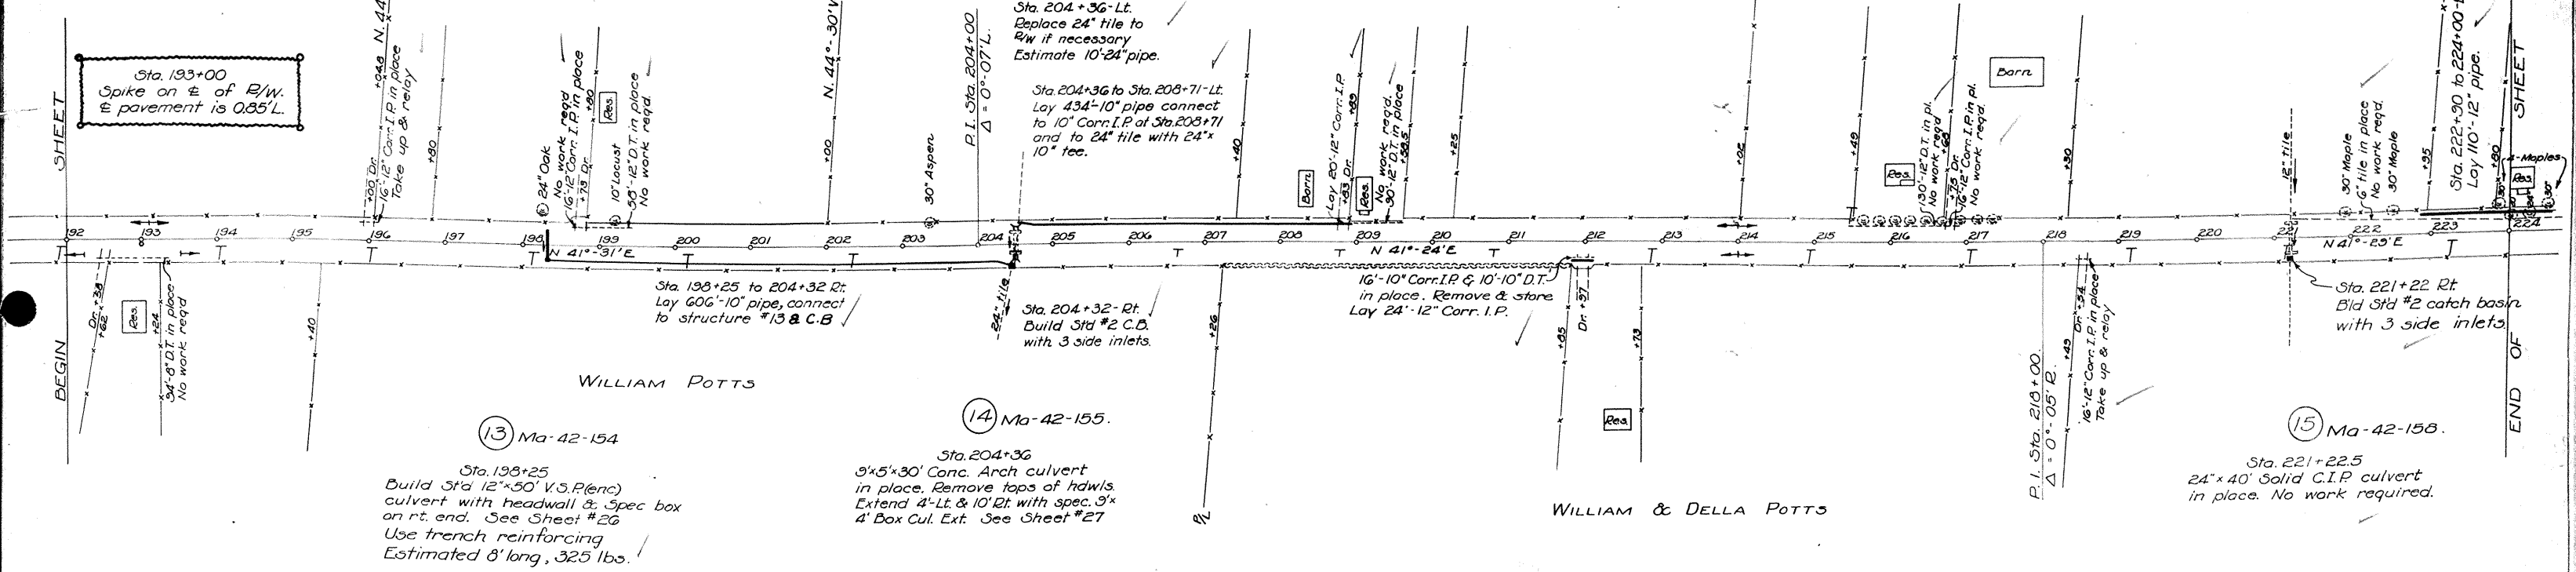 BEGIN SHEET
Sta. 193+00
Spike on ℄ of R/W.
℄ pavement is 0.85'L.
+00 Dr.
+04.8
N. 44
16'-12" Corr. I.P. in place
Take up & relay
+80
24" Oak
No work req'd
16'-12" Corr. I.P. in place
+79 Dr.
+80
Res.
10" Locust
No work req'd.
N. 44°-30'
+00
30" Aspen
P.I. Sta. 204+00
Δ = 0°-07'L.
Sta. 204+36-Lt.
Replace 24" tile to
R/W if necessary
Estimate 10'-24" pipe.
Sta. 204+36 to Sta. 208+71-Lt.
Lay 434'-10" pipe connect
to 10" Corr. I.P. at Sta. 208+71
and to 24" tile with 24"x
10" tee.
+40
Barn
Lay 20'-12" Corr. I.P.
+83 Dr.
+89
Res.
No work req'd.
30'-12" D.T. in place
+58.5
+25
+02
+49
Res.
130'-12" D.T. in pl.
No work req'd
+68
+75 Dr.
16'-12" Corr. I.P. in pl.
No work req'd.
Barn
+30
12" tile
30" Maple
6" tile in place
No work req'd.
30" Maple
+95
Sta. 222+90 to 224+00-
Lay 110'-12" pipe.
+80
4-Maples
Res.
30"
END OF SHEET
192 193 194 195 196 197 198 199 200 201 202 203 204 205 206 207 208 209 210 211 212 213 214 215 216 217 218 219 220 221 222 223 224
N 41°-31'E
N 41°-24'E
N 41°-29'E
Dr. +38
+62
Res.
+24
34'-8" D.T. in place
No work req'd
+40
Sta. 198+25 to 204+32 Rt.
Lay 606'-10" pipe, connect
to structure #13 & C.B
24" tile
Sta. 204+32-Rt.
Build St'd #2 C.B.
with 3 side inlets.
+26
P/L
16'-10" Corr. I.P. & 10'-10" D.T.
in place. Remove & store
Lay 24'-12" Corr. I.P.
+85
Dr. +97
+73
Res.
P.I. Sta. 218+00.
Δ = 0°-05' R.
+49
Dr. +54
16'-12" Corr. I.P. in place
Take up & relay
Sta. 221+22 Rt.
B'ld St'd #2 catch basin
with 3 side inlets.
WILLIAM POTTS
WILLIAM & DELLA POTTS
13 Ma-42-154
Sta. 198+25
Build St'd 12"x50' V.S.P.(enc)
culvert with headwall & Spec box
on rt. end. See Sheet #26
Use trench reinforcing
Estimated 8' long, 325 lbs.
14 Ma-42-155.
Sta. 204+36
9'x5'x30' Conc. Arch culvert
in place. Remove tops of hdwls.
Extend 4'-Lt. & 10'Rt. with spec. 9'x
4' Box Cul. Ext. See Sheet #27
15 Ma-42-158.
Sta. 221+22.5
24"x40' Solid C.I.P. culvert
in place. No work required.